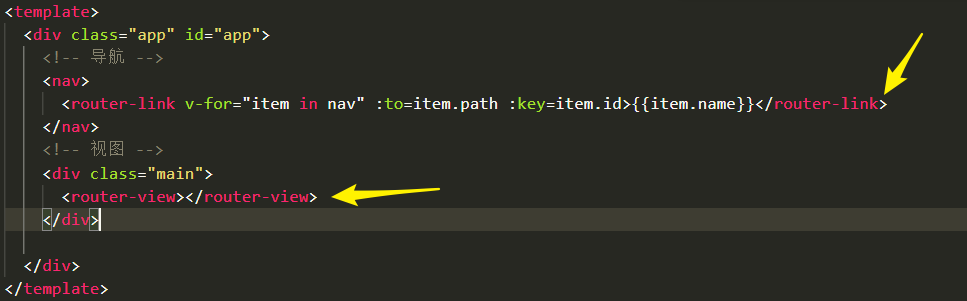 <template>
<div class="app" id="app">
<!-- 导航 -->
<nav>
<router-link v-for="item in nav" :to=item.path :key=item.id>{{item.name}}</router-link>
</nav>
<!-- 视图 -->
<div class="main">
<router-view></router-view>
</div>
</div>
</template>